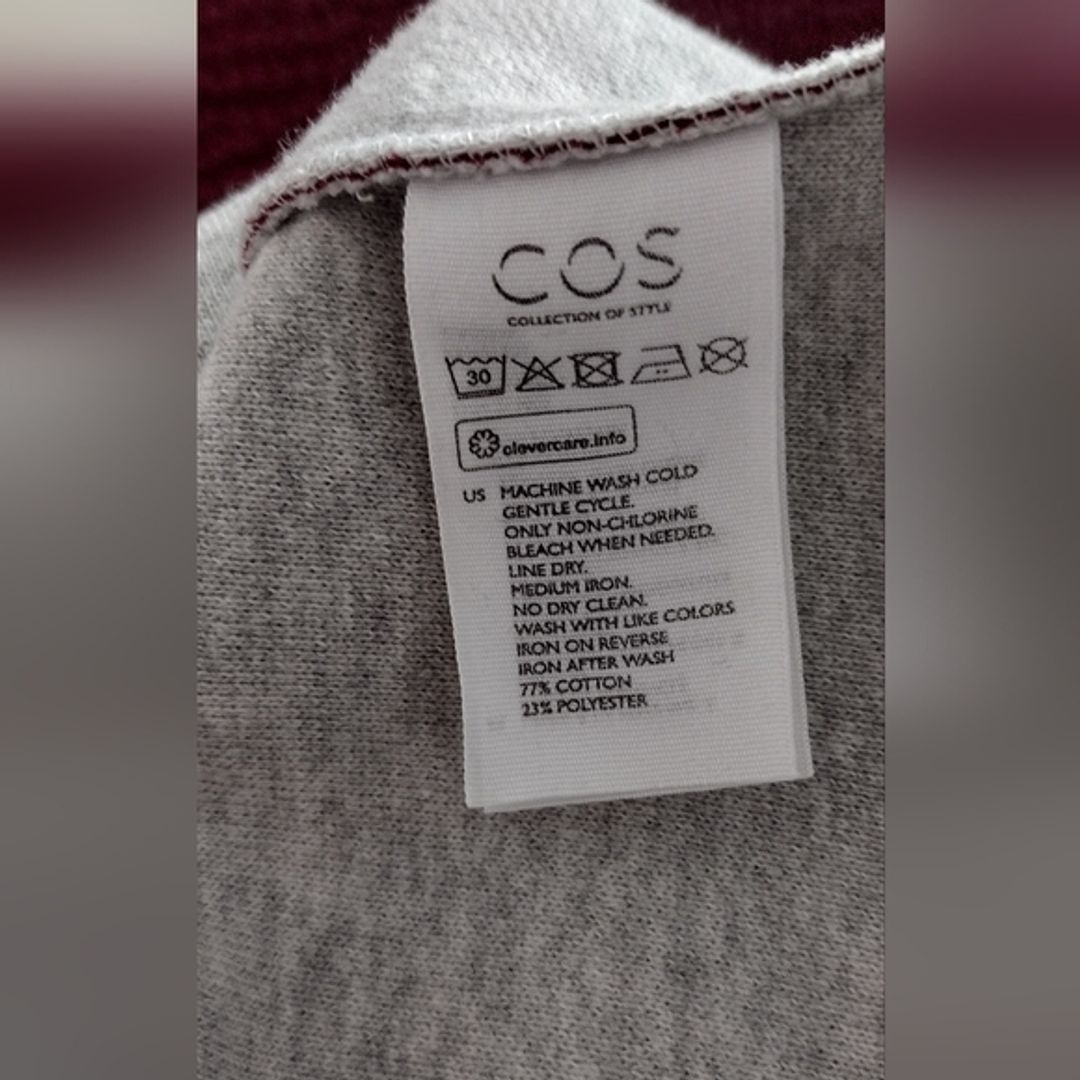 COS
COLLECTION OF STYLE
30
clevercare.info
US MACHINE WASH COLD
GENTLE CYCLE.
ONLY NON-CHLORINE
BLEACH WHEN NEEDED.
LINE DRY.
MEDIUM IRON.
NO DRY CLEAN.
WASH WITH LIKE COLORS
IRON ON REVERSE
IRON AFTER WASH
77% COTTON
23% POLYESTER